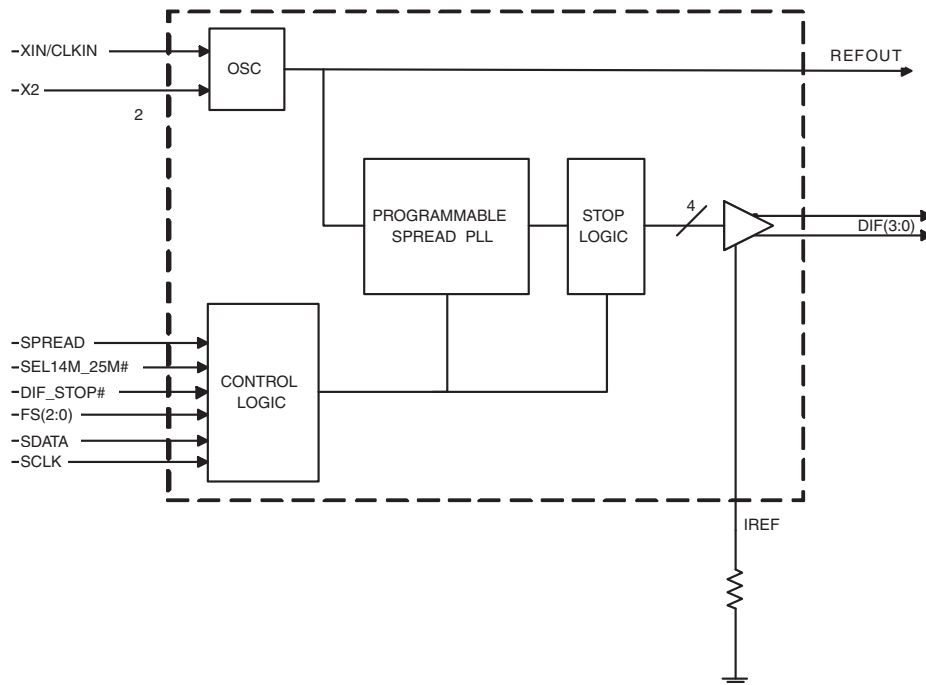 XIN/CLKIN
OSC
REFOUT
X2
2
PROGRAMMABLE
SPREAD PLL
STOP
LOGIC
4
DIF(3:0)
SPREAD
SEL14M_25M#
DIF_STOP#
FS(2:0)
SDATA
SCLK
CONTROL
LOGIC
IREF